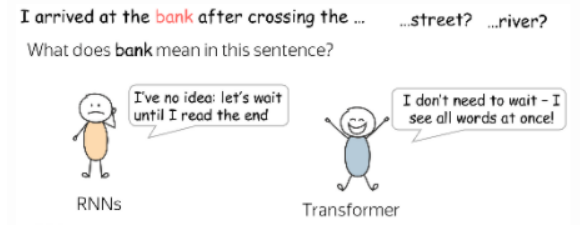 I arrived at the bank after crossing the ... ...street? ...river?
What does bank mean in this sentence?
I've no idea: let's wait
until I read the end
I don't need to wait - I
see all words at once!
RNNs
Transformer